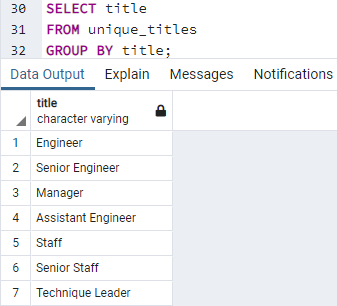 30 SELECT title
31 FROM unique_titles
32 GROUP BY title;
Data Output Explain Messages Notifications
title
character varying
1 Engineer
2 Senior Engineer
3 Manager
4 Assistant Engineer
5 Staff
6 Senior Staff
7 Technique Leader